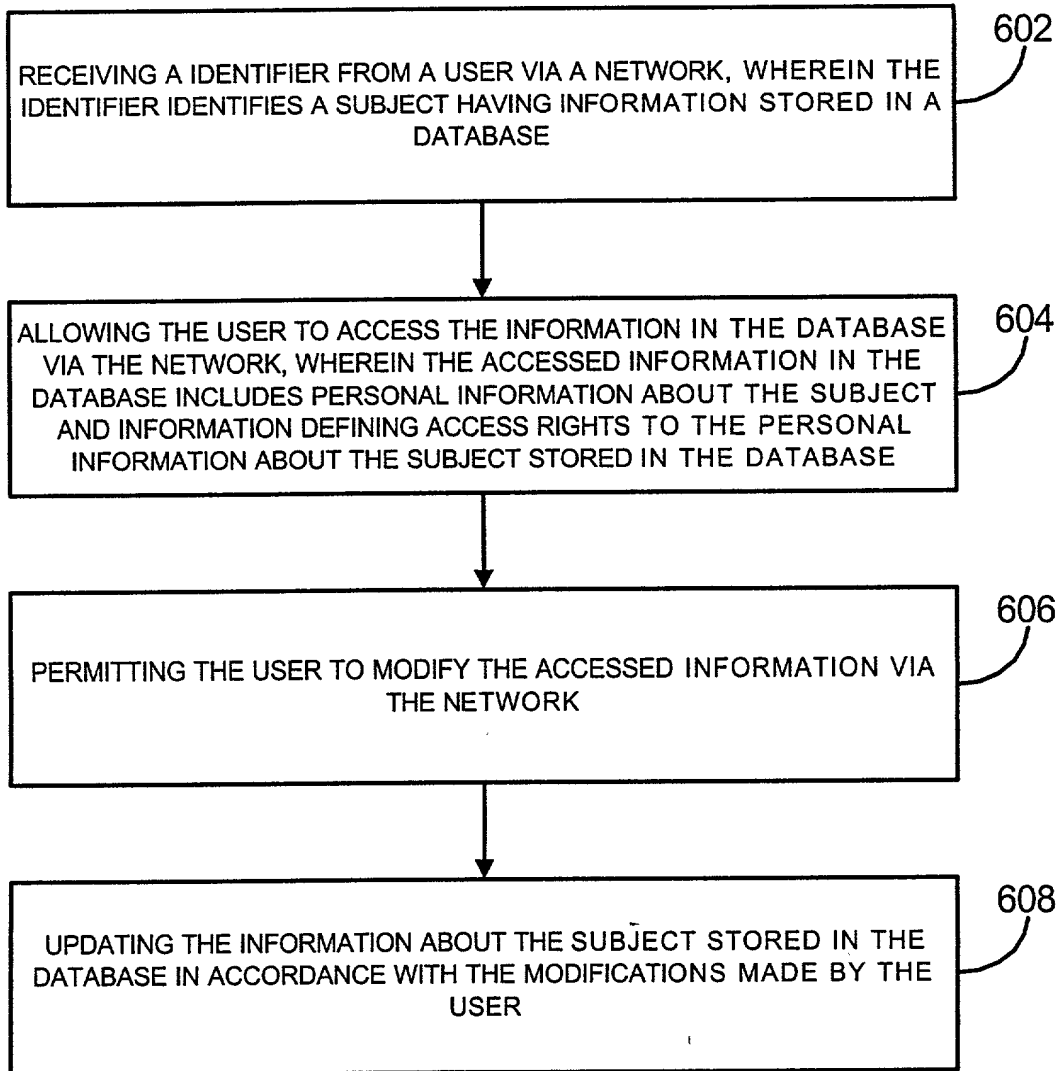 602
RECEIVING A IDENTIFIER FROM A USER VIA A NETWORK, WHEREIN THE
IDENTIFIER IDENTIFIES A SUBJECT HAVING INFORMATION STORED IN A
DATABASE
604
ALLOWING THE USER TO ACCESS THE INFORMATION IN THE DATABASE
VIA THE NETWORK, WHEREIN THE ACCESSED INFORMATION IN THE
DATABASE INCLUDES PERSONAL INFORMATION ABOUT THE SUBJECT
AND INFORMATION DEFINING ACCESS RIGHTS TO THE PERSONAL
INFORMATION ABOUT THE SUBJECT STORED IN THE DATABASE
606
PERMITTING THE USER TO MODIFY THE ACCESSED INFORMATION VIA
THE NETWORK
608
UPDATING THE INFORMATION ABOUT THE SUBJECT STORED IN THE
DATABASE IN ACCORDANCE WITH THE MODIFICATIONS MADE BY THE
USER